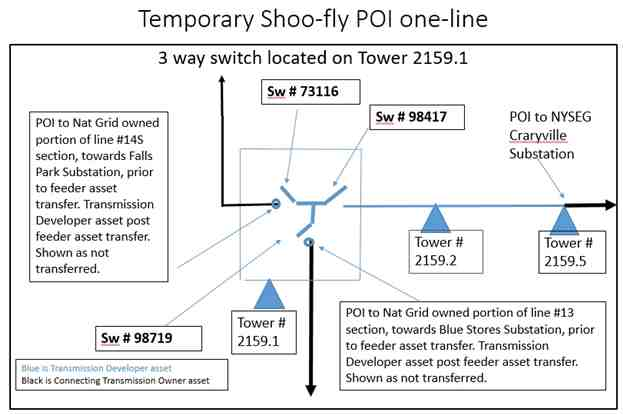 Temporary Shoo-fly POI one-line
3 way switch located on Tower 2159.1
Sw # 73116
Sw # 98417
POI to Nat Grid owned
portion of line #14S
section, towards Falls
Park Substation, prior
to feeder asset
transfer. Transmission
Developer asset post
feeder asset transfer.
Shown as not
transferred.
POI to NYSEG
Craryville
Substation
Tower #
2159.2
Tower #
2159.5
Tower #
2159.1
Sw # 98719
POI to Nat Grid owned portion of line #13
section, towards Blue Stores Substation, prior
to feeder asset transfer. Transmission
Developer asset post feeder asset transfer.
Shown as not transferred.
Blue is Transmission Developer asset
Black is Connecting Transmission Owner asset